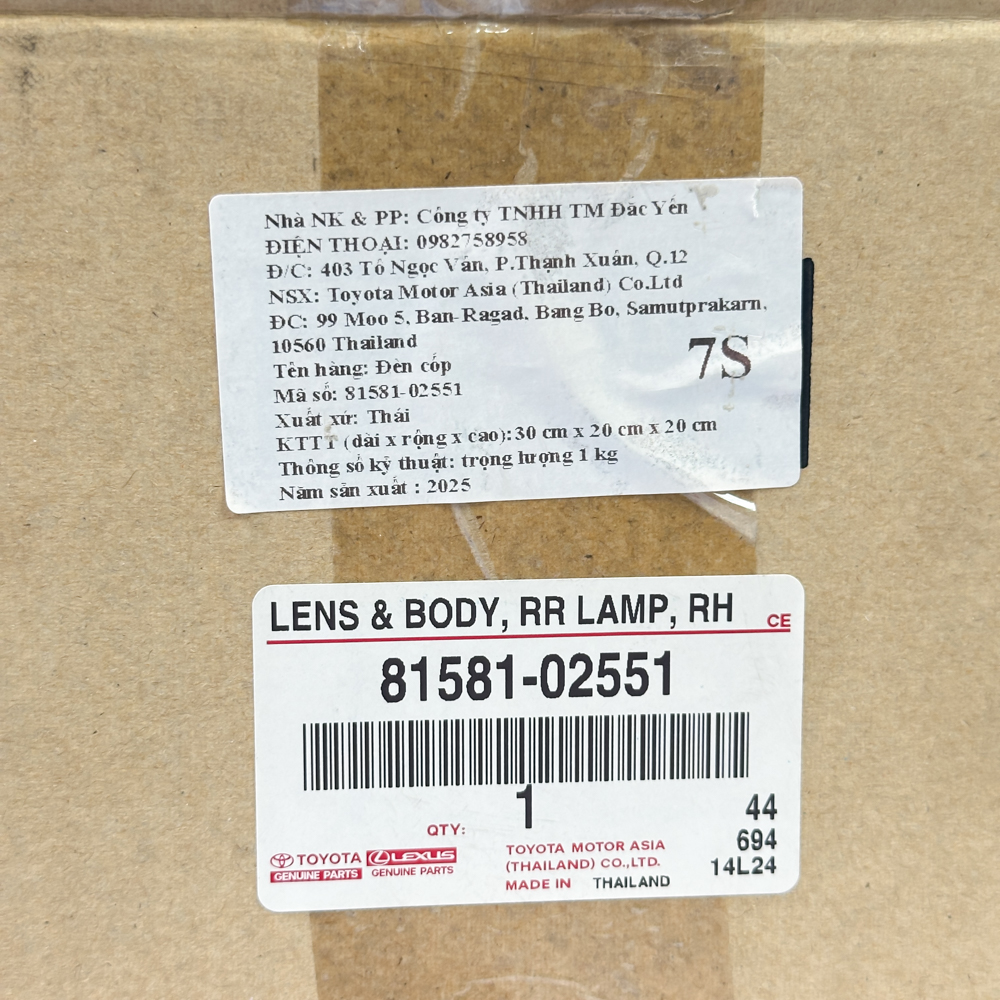 Nhà NK & PP: Công ty TNHH TM Đăc Yến
ĐIỆN THOẠI: 0982758958
Đ/C: 403 Tô Ngọc Vân, P.Thạnh Xuân, Q.12
NSX: Toyota Motor Asia (Thailand) Co.Ltd
ĐC: 99 Moo 5, Ban-Ragad, Bang Bo, Samutprakarn,
10560 Thailand
7S
Tên hàng: Đèn cốp
Mã số: 81581-02551
Xuất xứ: Thái
KTTT (dài x rộng x cao):30 cm x 20 cm x 20 cm
Thông số kỹ thuật: trọng lượng 1 kg
Năm sản xuất : 2025
LENS & BODY, RR LAMP, RH
CE
81581-02551
QTY: 1
44
694
14L24
TOYOTA
GENUINE PARTS
LEXUS
GENUINE PARTS
TOYOTA MOTOR ASIA
(THAILAND) CO.,LTD.
MADE IN THAILAND